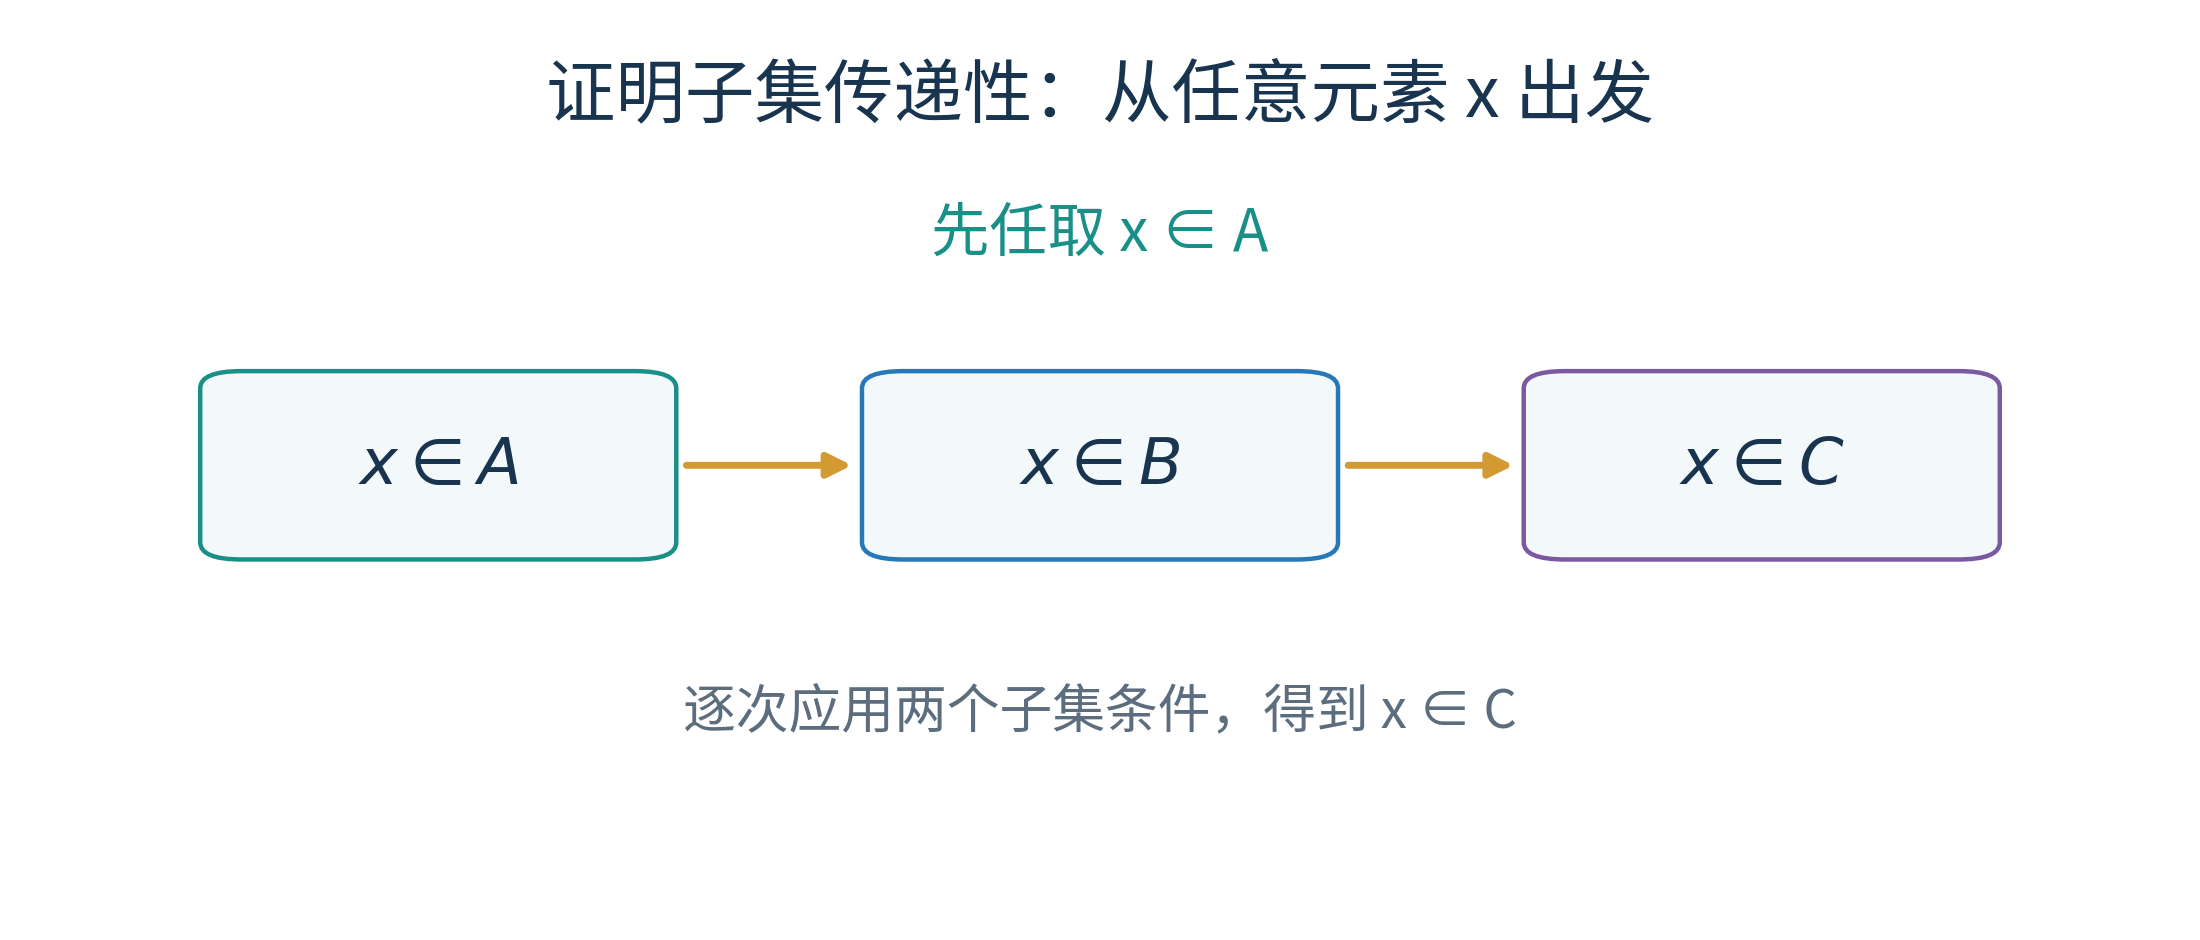 证明子集传递性：从任意元素 x 出发
先任取 x ∈ A
x ∈ A
x ∈ B
x ∈ C
逐次应用两个子集条件，得到 x ∈ C